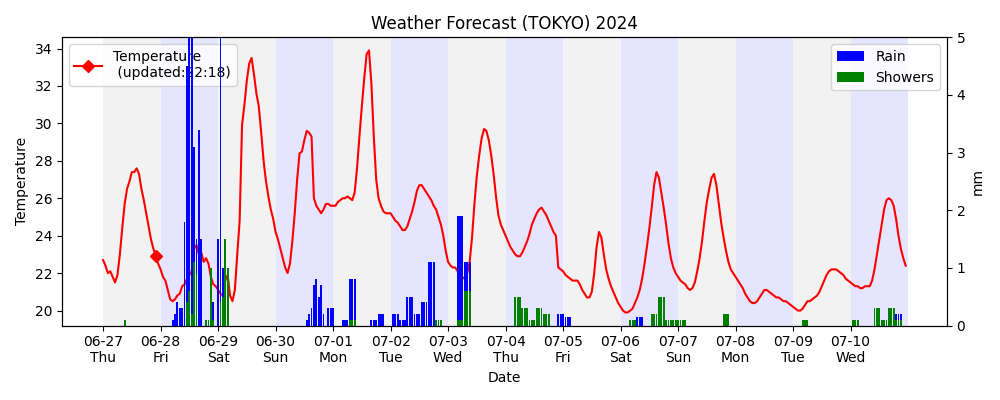 Weather Forecast (TOKYO) 2024
Temperature
(updated:22:18)
Rain
Showers
34
32
30
28
26
24
22
20
Temperature
5
4
3
2
1
0
mm
06-27 06-28 06-29 06-30 07-01 07-02 07-03 07-04 07-05 07-06 07-07 07-08 07-09 07-10
Thu Fri Sat Sun Mon Tue Wed Thu Fri Sat Sun Mon Tue Wed
Date